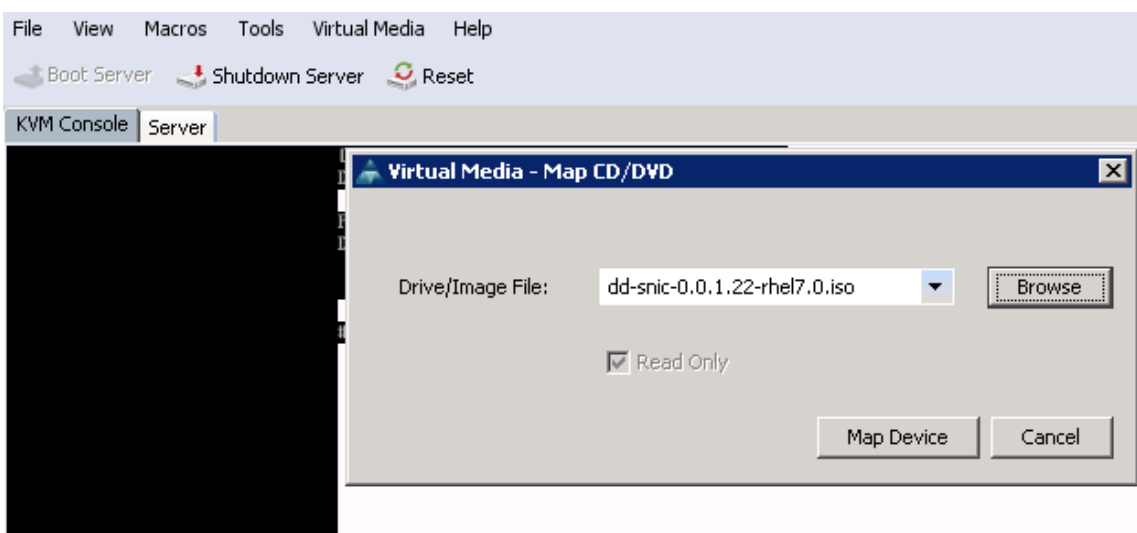 File View Macros Tools Virtual Media Help
Boot Server Shutdown Server Reset
KVM Console Server
Virtual Media - Map CD/DVD
Drive/Image File: dd-snic-0.0.1.22-rhel7.0.iso Browse
Read Only
Map Device Cancel